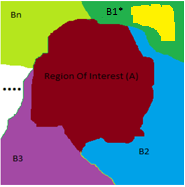 Bn
B1*
Region Of Interest (A)
....
B3
B2